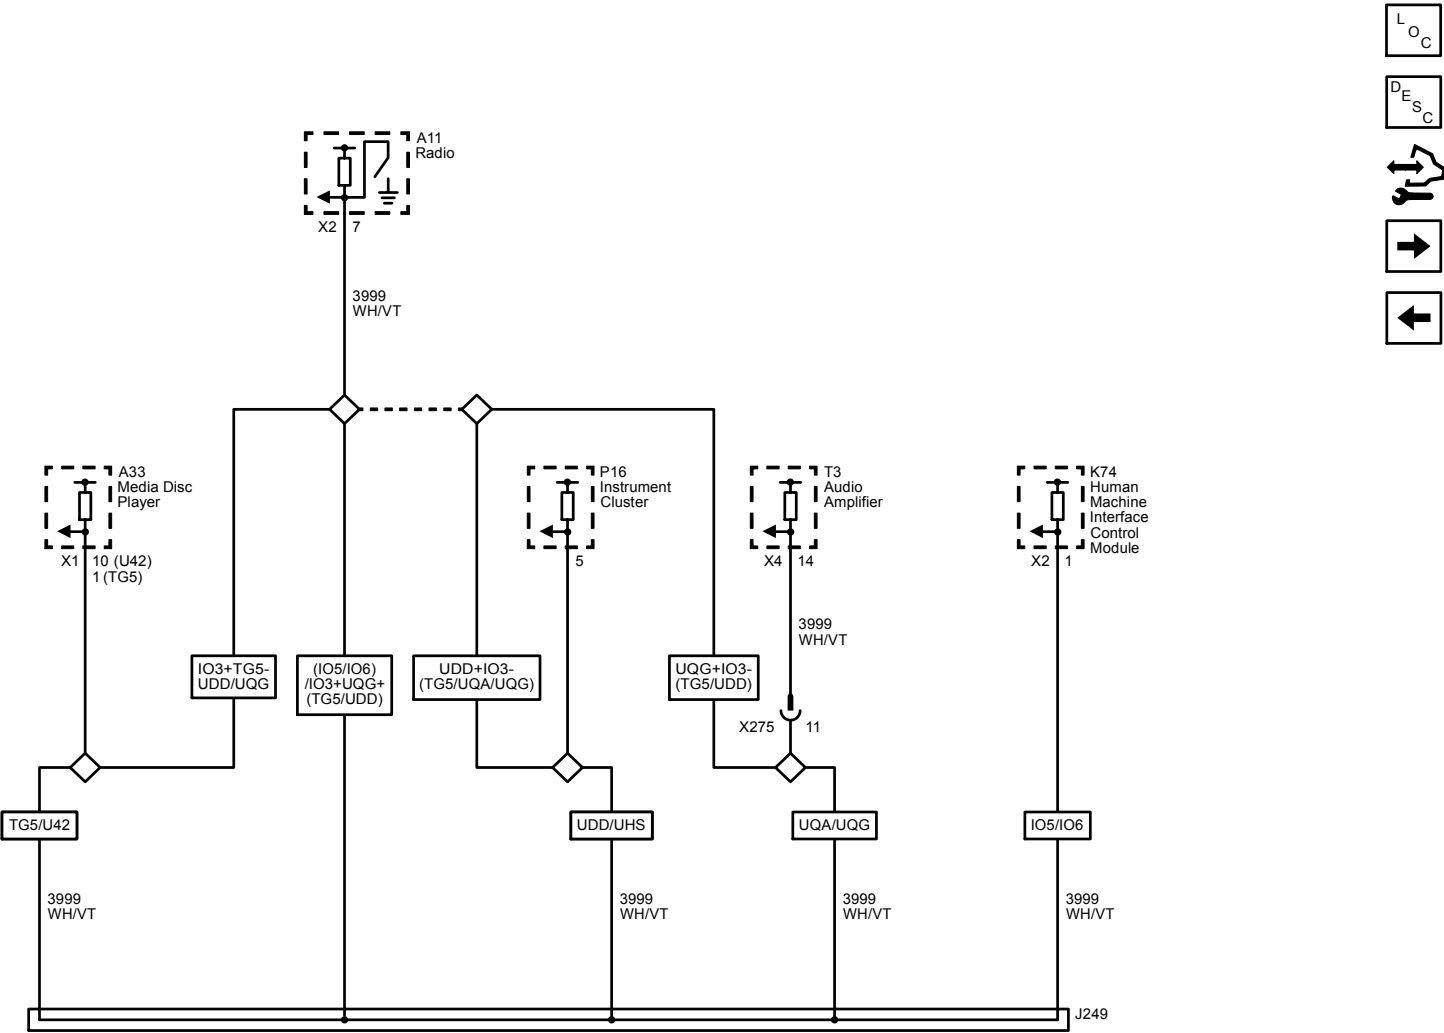 L
O
C
D
E
S
C
A11
Radio
X2 7
3999
WH/VT
A33
Media Disc
Player
X1 10 (U42)
1 (TG5)
P16
Instrument
Cluster
5
T3
Audio
Amplifier
X4 14
K74
Human
Machine
Interface
Control
Module
X2 1
3999
WH/VT
IO3+TG5-
UDD/UQG
(IO5/IO6)
/IO3+UQG+
(TG5/UDD)
UDD+IO3-
(TG5/UQA/UQG)
UQG+IO3-
(TG5/UDD)
X275 11
TG5/U42
UDD/UHS
UQA/UQG
IO5/IO6
3999
WH/VT
3999
WH/VT
3999
WH/VT
3999
WH/VT
J249